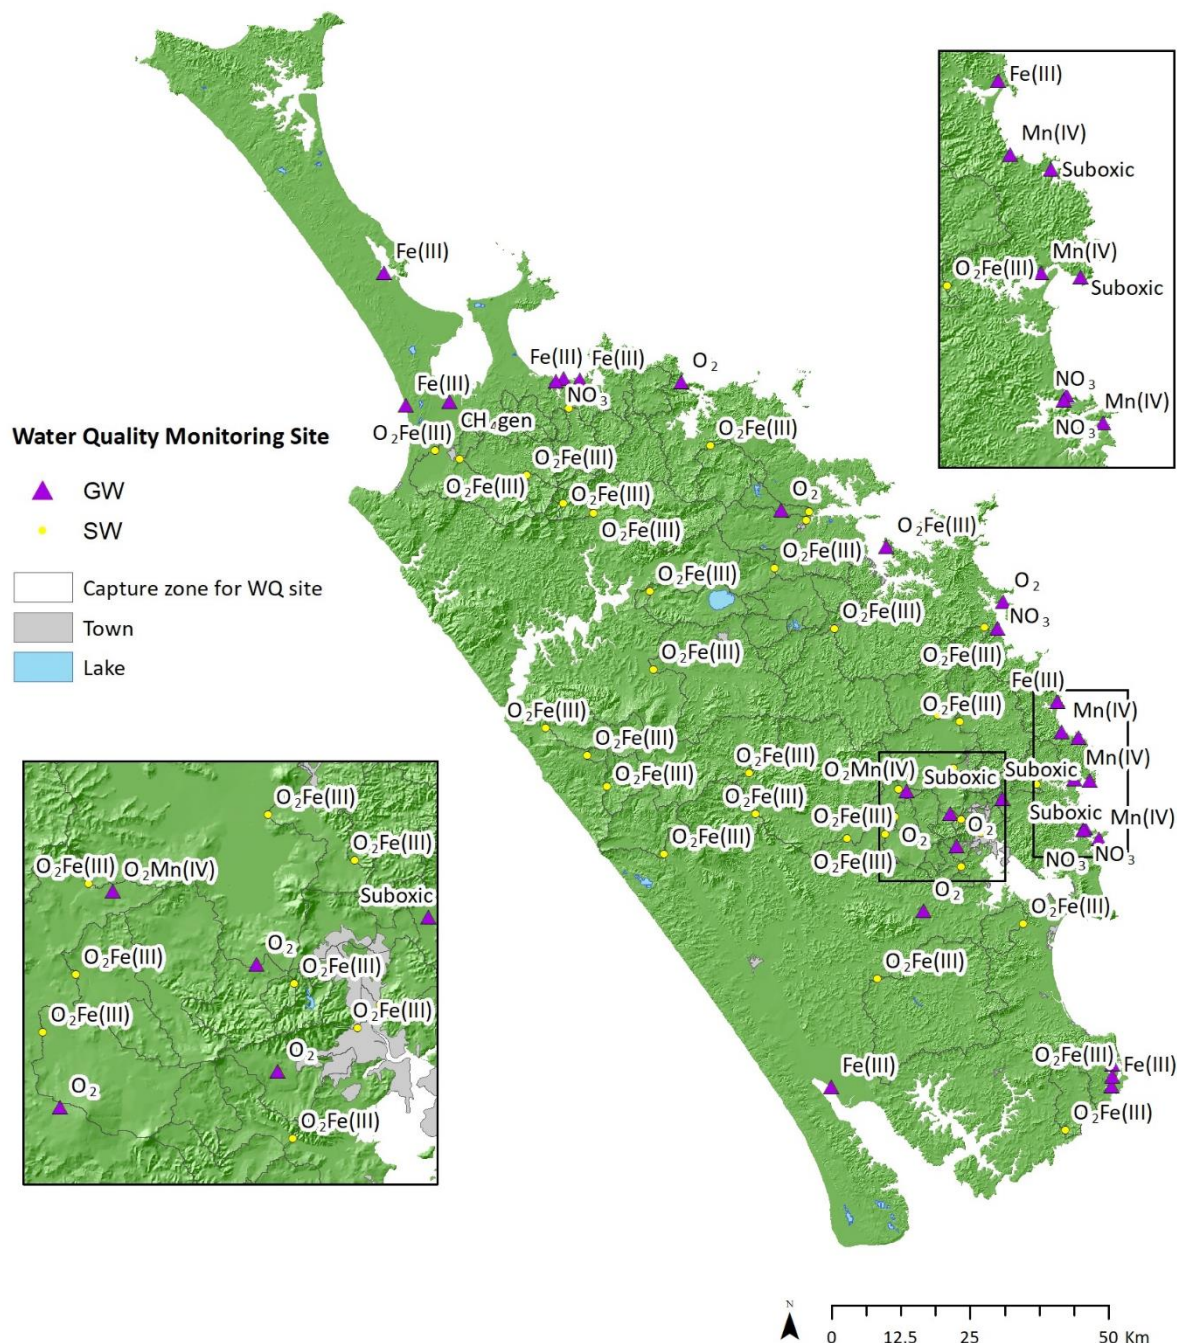 Fe(III)
Mn(IV)
Suboxic
O₂Fe(III)
Mn(IV)
Suboxic
NO₃
Mn(IV)
NO₃
Fe(III)
Fe(III)
Fe(III)
O₂
NO₃
Fe(III)
CH₄gen
O₂Fe(III)
O₂Fe(III)
O₂Fe(III)
O₂Fe(III)
O₂Fe(III)
O₂Fe(III)
Water Quality Monitoring Site
GW
SW
Capture zone for WQ site
Town
Lake
O₂
O₂Fe(III)
O₂Fe(III)
O₂Fe(III)
O₂
NO₃
O₂Fe(III)
O₂Fe(III)
O₂Fe(III)
Fe(III)
Mn(IV)
O₂Fe(III)
O₂Fe(III)
O₂Fe(III)
O₂Fe(III)
Mn(IV)
O₂Fe(III)
O₂Mn(IV)
Suboxic
Suboxic
O₂Fe(III)
O₂Fe(III)
O₂
O₂
Suboxic
Mn(IV)
O₂Fe(III)
O₂Fe(III)
NO₃
NO₃
O₂
O₂Fe(III)
O₂Fe(III)
Fe(III)
O₂Fe(III)
Fe(III)
O₂Fe(III)
O₂Fe(III)
O₂Fe(III)
O₂Fe(III)
O₂Mn(IV)
Suboxic
O₂
O₂Fe(III)
O₂Fe(III)
O₂Fe(III)
O₂Fe(III)
O₂
O₂
O₂Fe(III)
N
0 12.5 25 50 Km